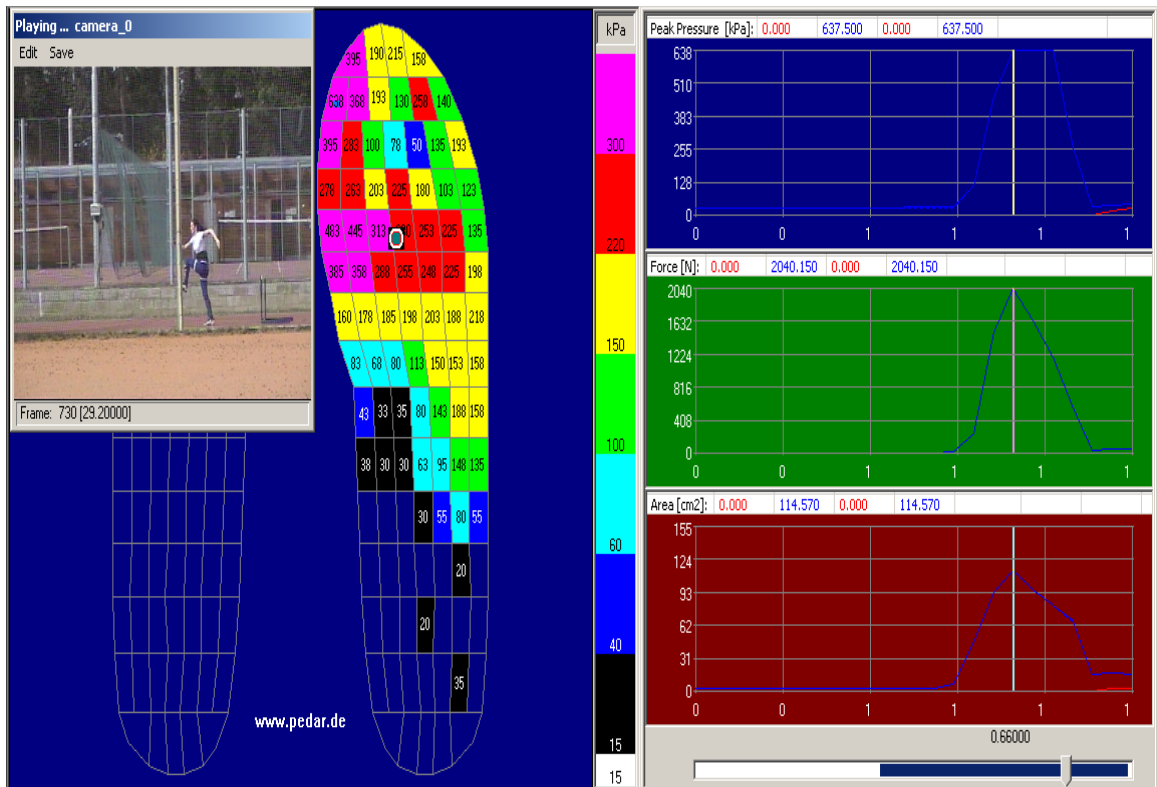 Playing ... camera_0
Edit Save
Frame: 730 [29.20000]
395 190 215 158
638 368 193 130 258 140
395 283 100 78 50 135 193
278 263 203 225 180 103 123
483 445 313 253 225 135
385 358 288 255 248 225 198
160 178 185 198 203 188 218
83 68 80 113 150 153 158
43 33 35 80 143 188 158
38 30 30 63 95 148 135
30 55 80 55
20
20
35
www.pedar.de
kPa
300
220
150
100
60
40
15
15
Peak Pressure [kPa]: 0.000 637.500 0.000 637.500
638
510
383
255
128
0
0 0 1 1 1 1
Force [N]: 0.000 2040.150 0.000 2040.150
2040
1632
1224
816
408
0
0 0 1 1 1 1
Area [cm2]: 0.000 114.570 0.000 114.570
155
124
93
62
31
0
0 0 1 1 1 1
0.66000